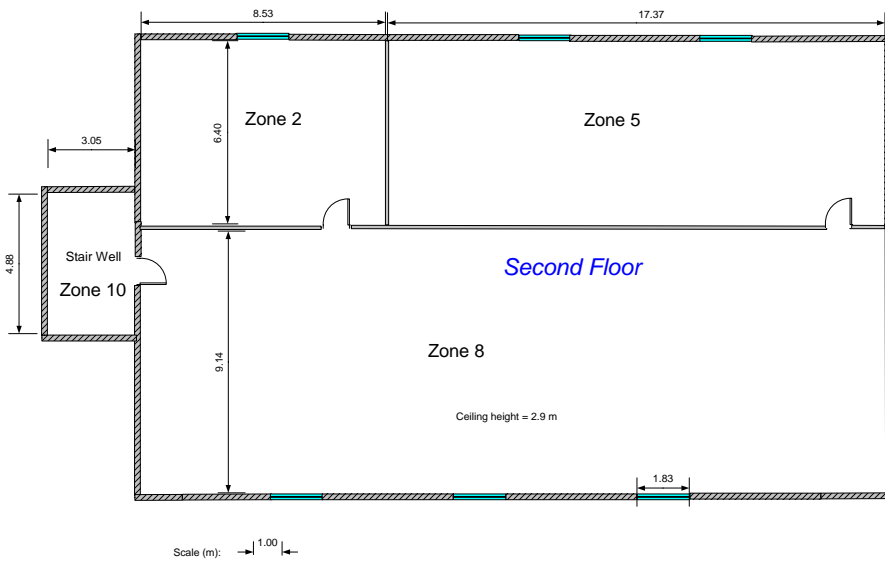 8.53
17.37
Zone 2
6.40
Zone 5
3.05
4.88
Stair Well
Zone 10
Second Floor
9.14
Zone 8
Ceiling height = 2.9 m
1.83
Scale (m):
1.00